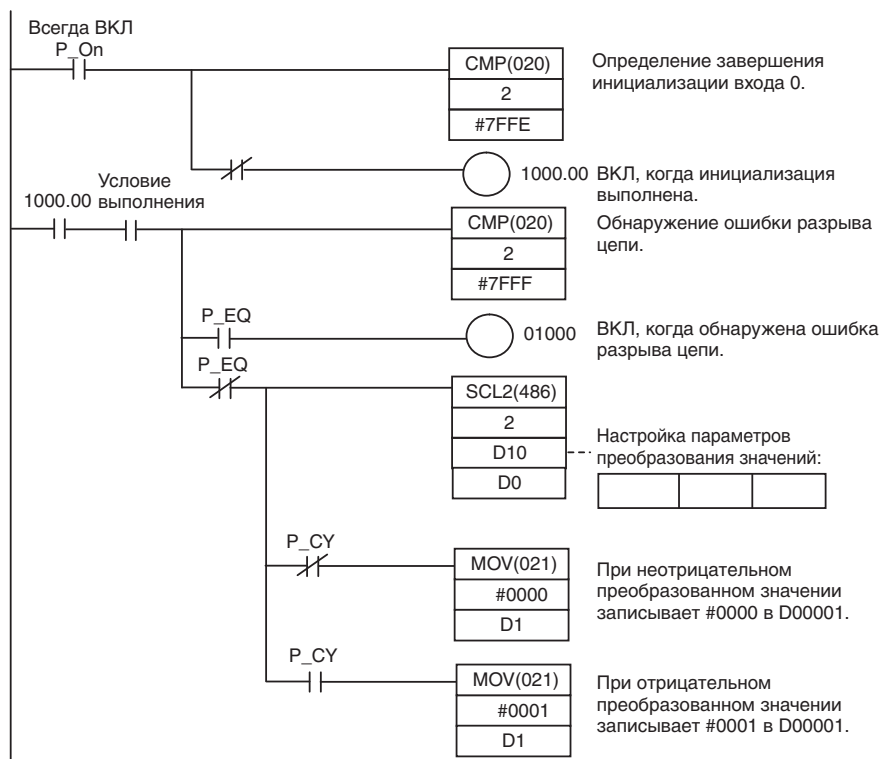 Всегда ВКЛ
P_On
CMP(020)
2
#7FFE
Определение завершения
инициализации входа 0.
1000.00 ВКЛ, когда инициализация
выполнена.
Условие
1000.00 выполнения
CMP(020)
2
#7FFF
Обнаружение ошибки разрыва
цепи.
P_EQ
01000 ВКЛ, когда обнаружена ошибка
разрыва цепи.
P_EQ
SCL2(486)
2
D10
D0
Настройка параметров
преобразования значений:
P_CY
MOV(021)
#0000
D1
При неотрицательном
преобразованном значении
записывает #0000 в D00001.
P_CY
MOV(021)
#0001
D1
При отрицательном
преобразованном значении
записывает #0001 в D00001.